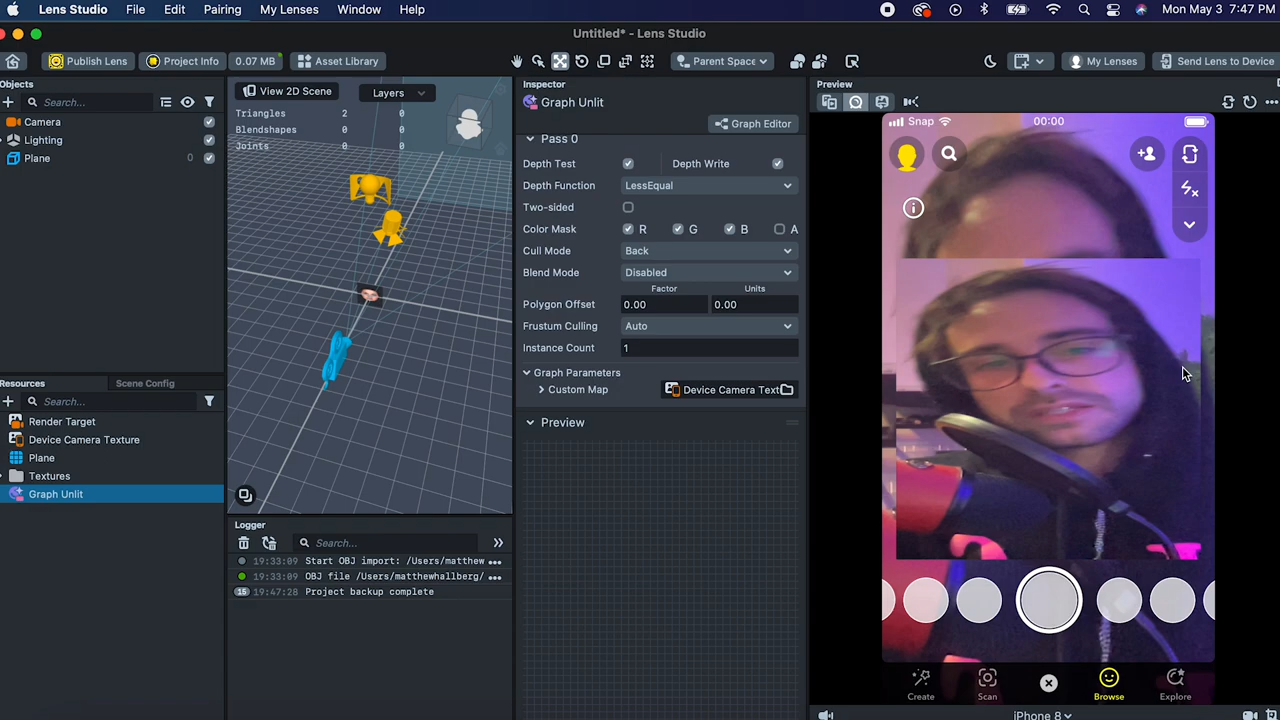 Lens Studio File Edit Pairing My Lenses Window Help Mon May 3 7:47 PM
Untitled* - Lens Studio
Publish Lens Project Info 0.07 MB Asset Library Parent Space My Lenses Send Lens to Device
Objects
Search...
Camera
Lighting
Plane 0
Resources Scene Config
Search...
Render Target
Device Camera Texture
Plane
Textures
Graph Unlit
View 2D Scene Layers
Triangles 2 0
Blendshapes 0 0
Joints 0 0
Logger
Search...
19:33:09 Start OBJ import: /Users/matthew
19:33:09 OBJ file /Users/matthewhallberg/
15 19:47:28 Project backup complete
Inspector
Graph Unlit
Graph Editor
Pass 0
Depth Test Depth Write
Depth Function LessEqual
Two-sided
Color Mask R G B A
Cull Mode Back
Blend Mode Disabled
Factor Units
Polygon Offset 0.00 0.00
Frustum Culling Auto
Instance Count 1
Graph Parameters
Custom Map Device Camera Text
Preview
Preview
Snap 00:00
Create Scan Browse Explore
iPhone 8